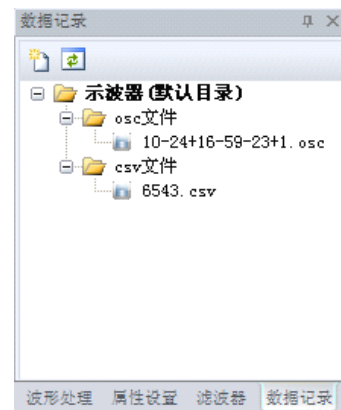 数据记录
示波器(默认目录)
osc文件
10-24+16-59-23+1.osc
csv文件
6543.csv
波形处理 属性设置 滤波器 数据记录